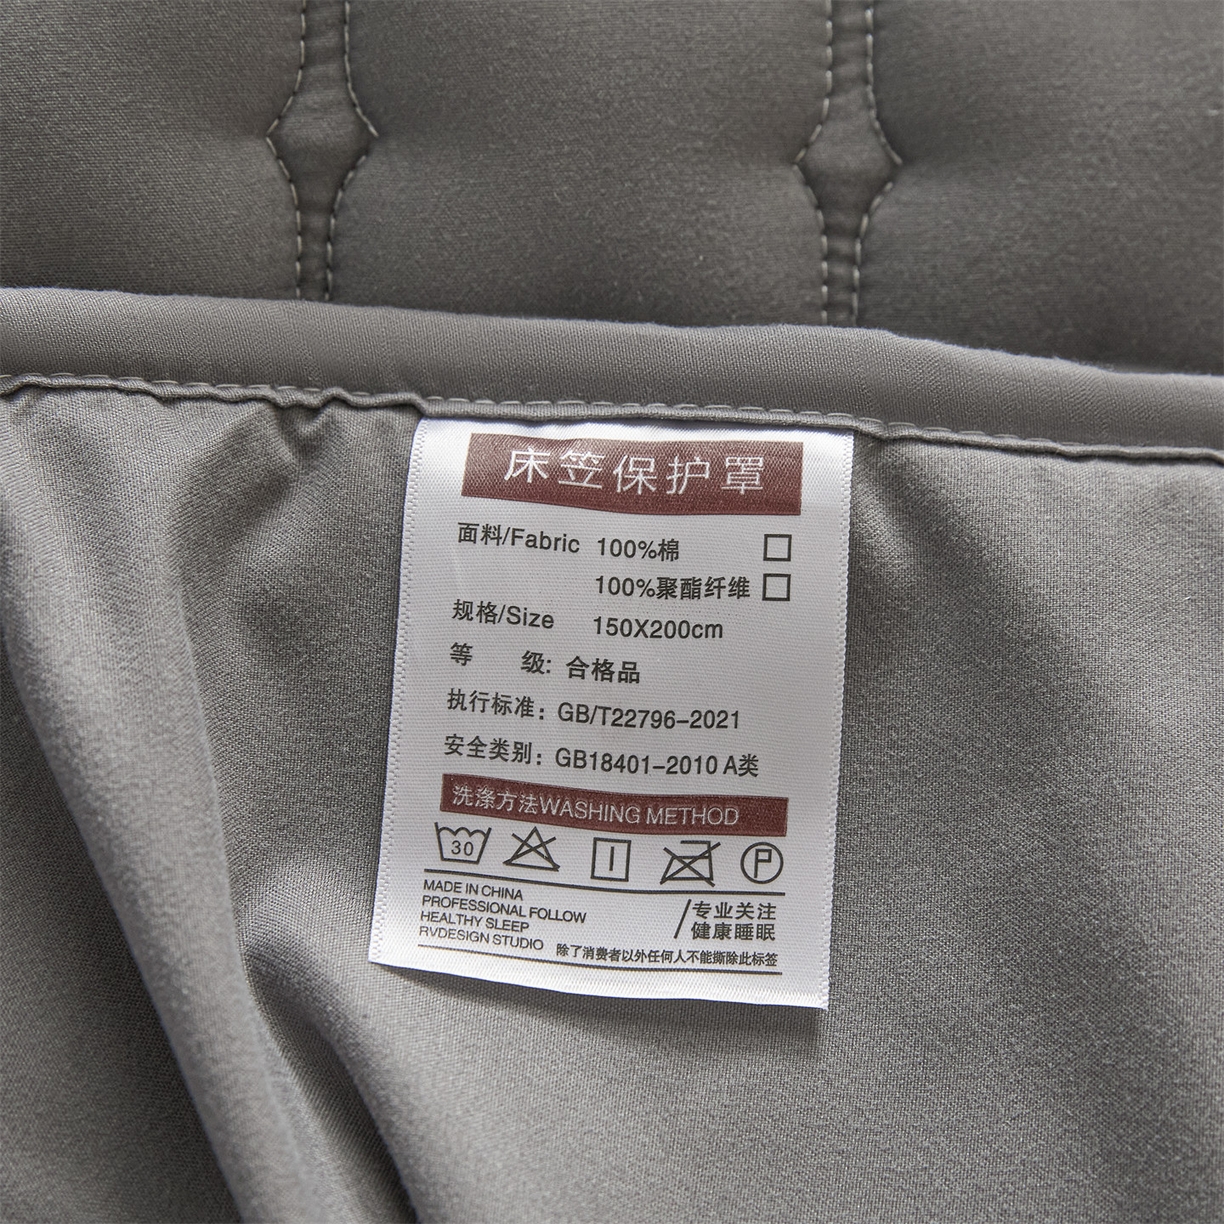 床笠保护罩
面料/Fabric 100%棉 □
100%聚酯纤维 □
规格/Size 150X200cm
等 级: 合格品
执行标准: GB/T22796-2021
安全类别: GB18401-2010 A类
洗涤方法WASHING METHOD
30 P
MADE IN CHINA
PROFESSIONAL FOLLOW
HEALTHY SLEEP
RVDESIGN STUDIO
/专业关注
健康睡眠
除了消费者以外任何人不能撕除此标签